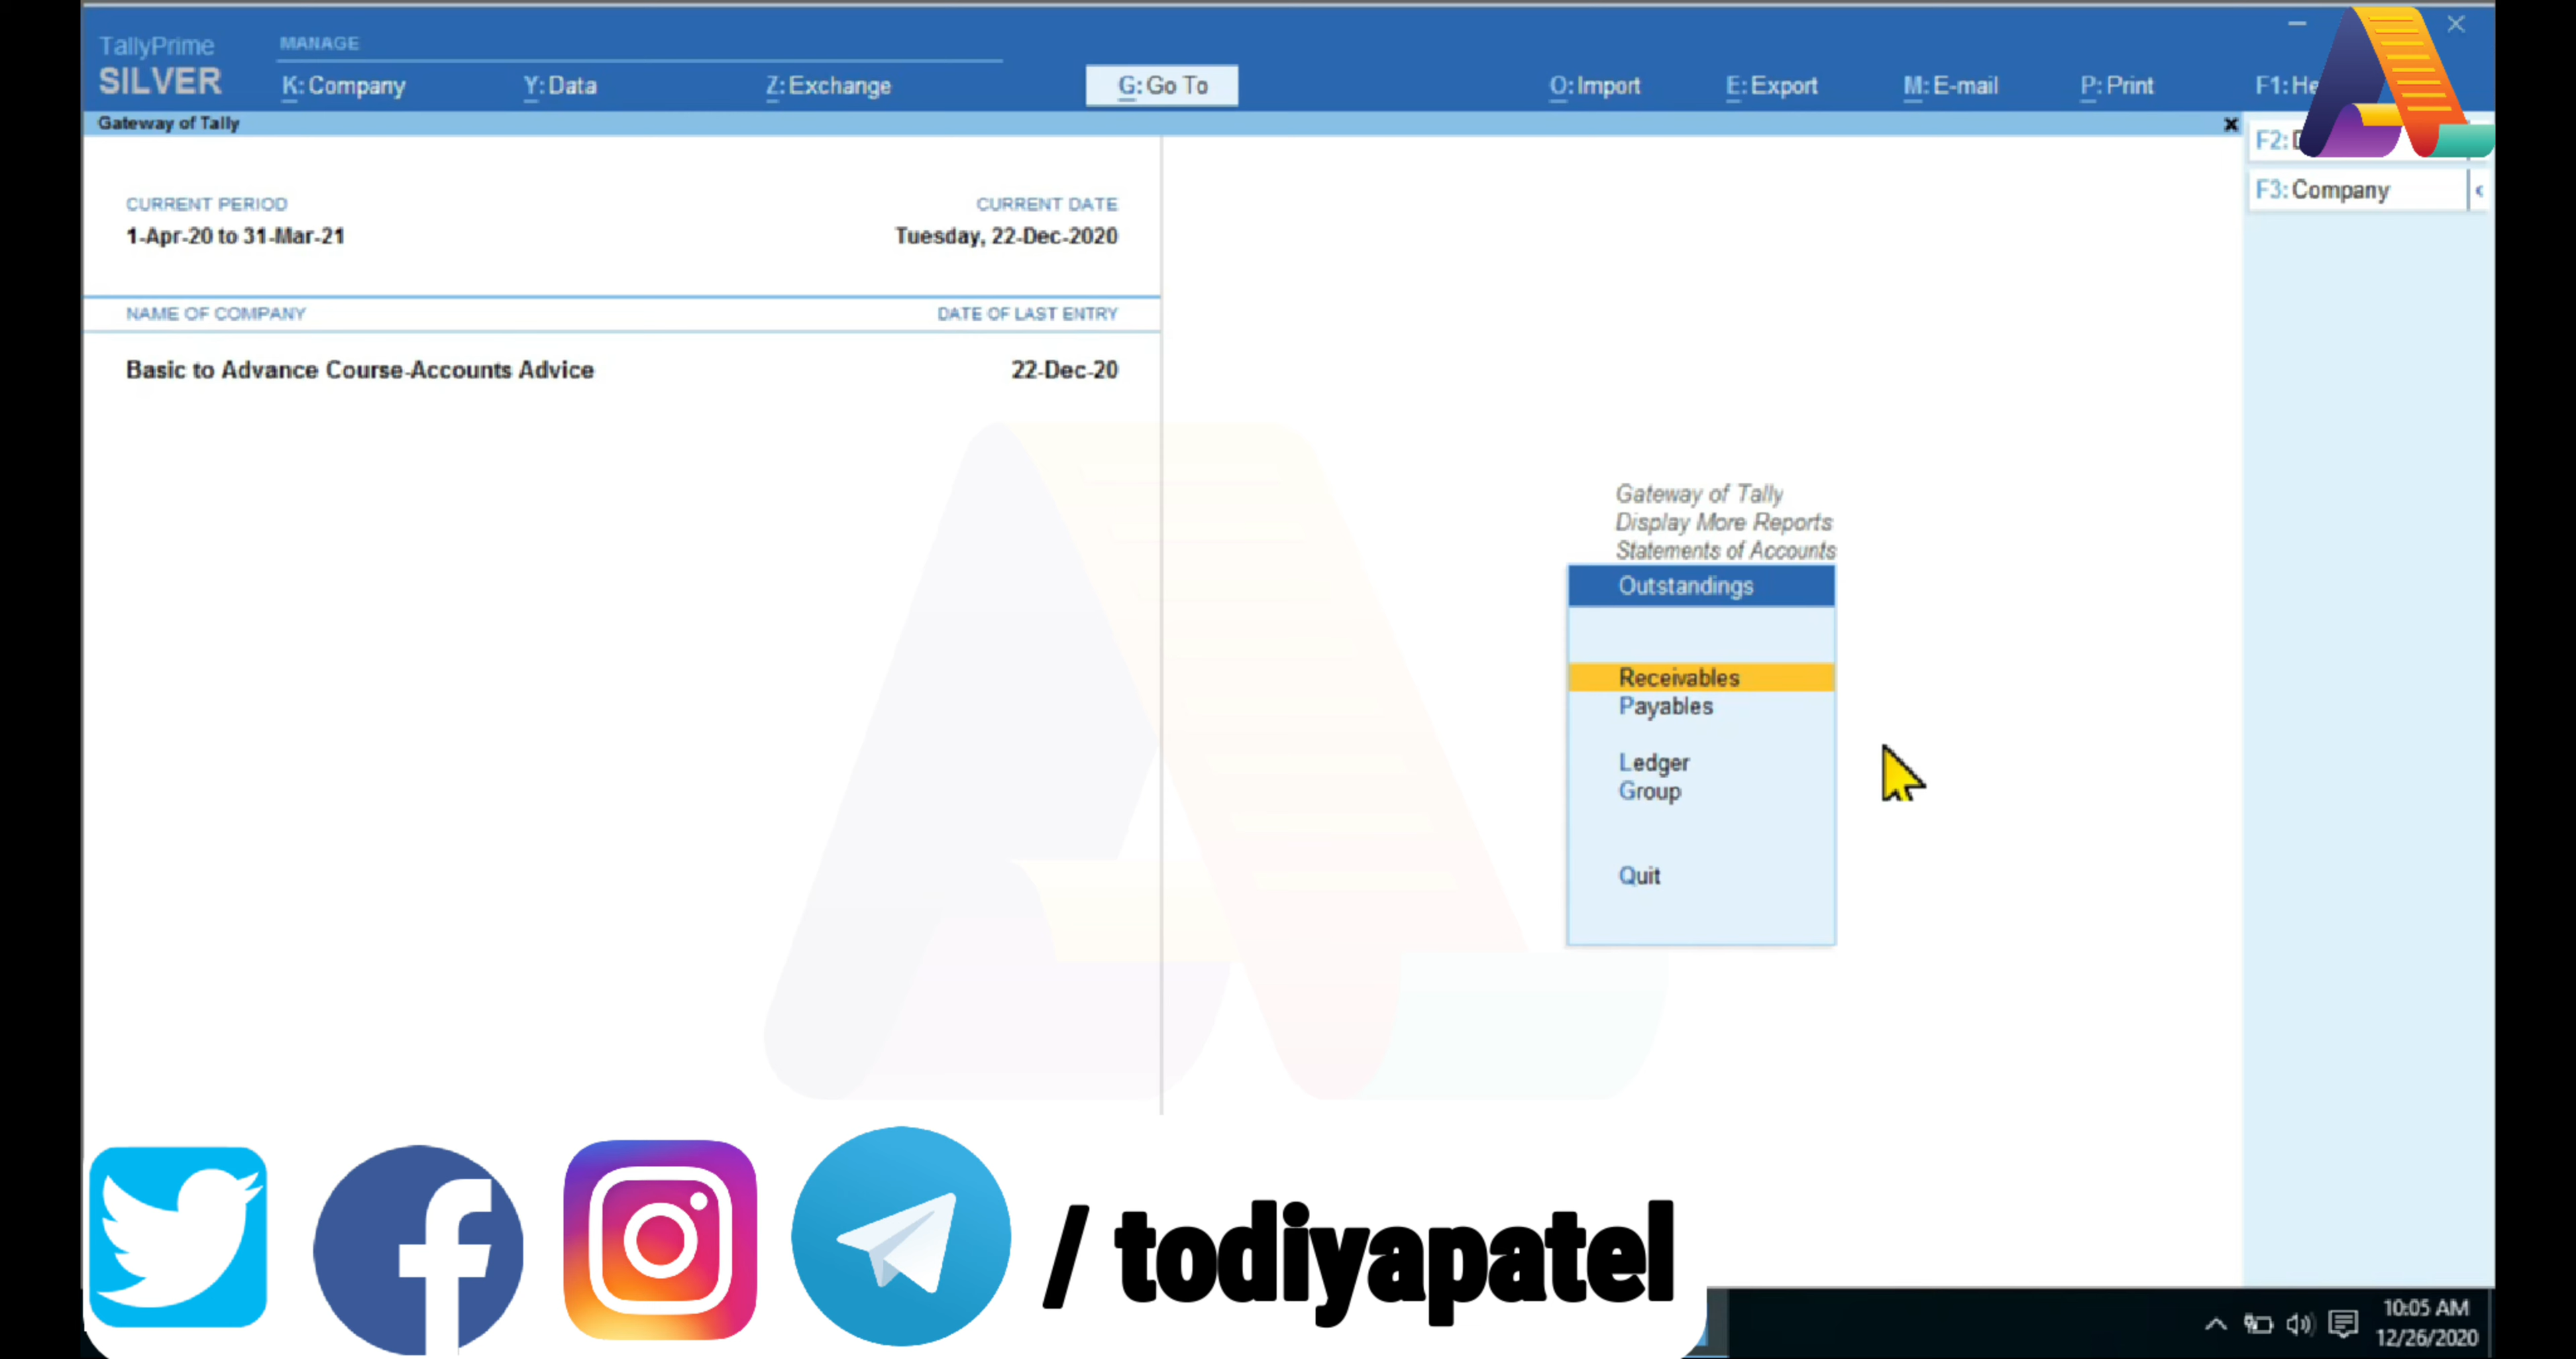 TallyPrime
SILVER
MANAGE
K: Company
Y: Data
Z: Exchange
G: Go To
O: Import
E: Export
M: E-mail
P: Print
F1: He
Gateway of Tally
F2: D
F3: Company
CURRENT PERIOD
CURRENT DATE
1-Apr-20 to 31-Mar-21
Tuesday, 22-Dec-2020
NAME OF COMPANY
DATE OF LAST ENTRY
Basic to Advance Course-Accounts Advice
22-Dec-20
Gateway of Tally
Display More Reports
Statements of Accounts
Outstandings
Receivables
Payables
Ledger
Group
Quit
/ todiyapatel
10:05 AM
12/26/2020